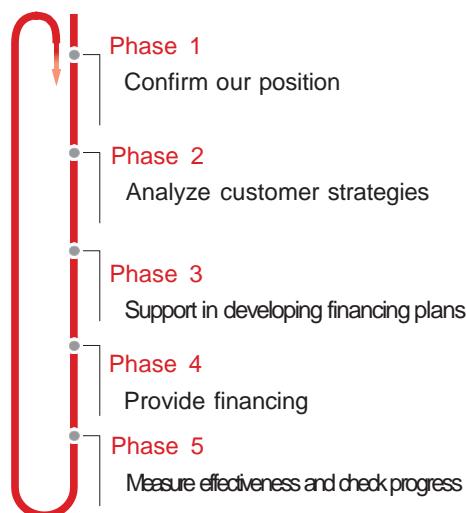 Phase 1
Confirm our position
Phase 2
Analyze customer strategies
Phase 3
Support in developing financing plans
Phase 4
Provide financing
Phase 5
Measure effectiveness and check progress